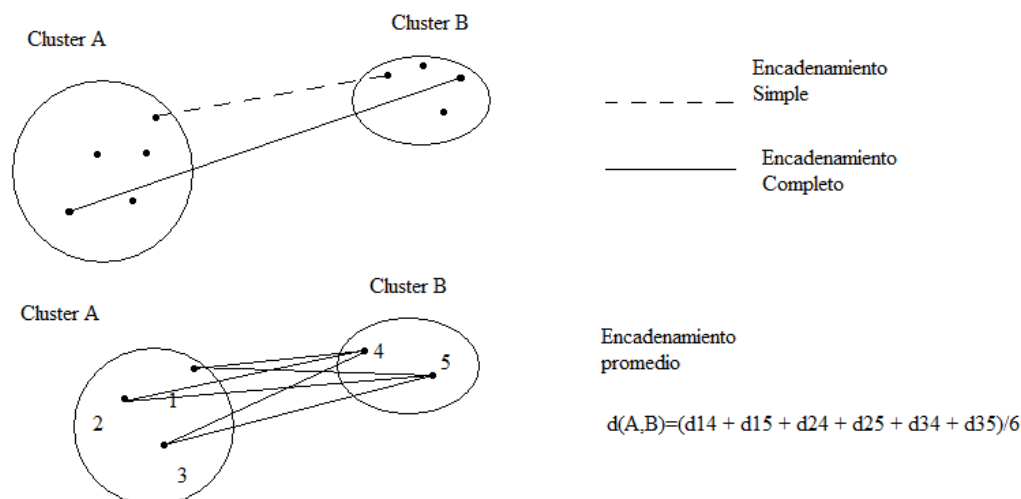 Cluster A
Cluster B
Encadenamiento
Simple
Encadenamiento
Completo
Cluster A
Cluster B
1
2
3
4
5
Encadenamiento
promedio
d(A,B)=(d14 + d15 + d24 + d25 + d34 + d35)/6